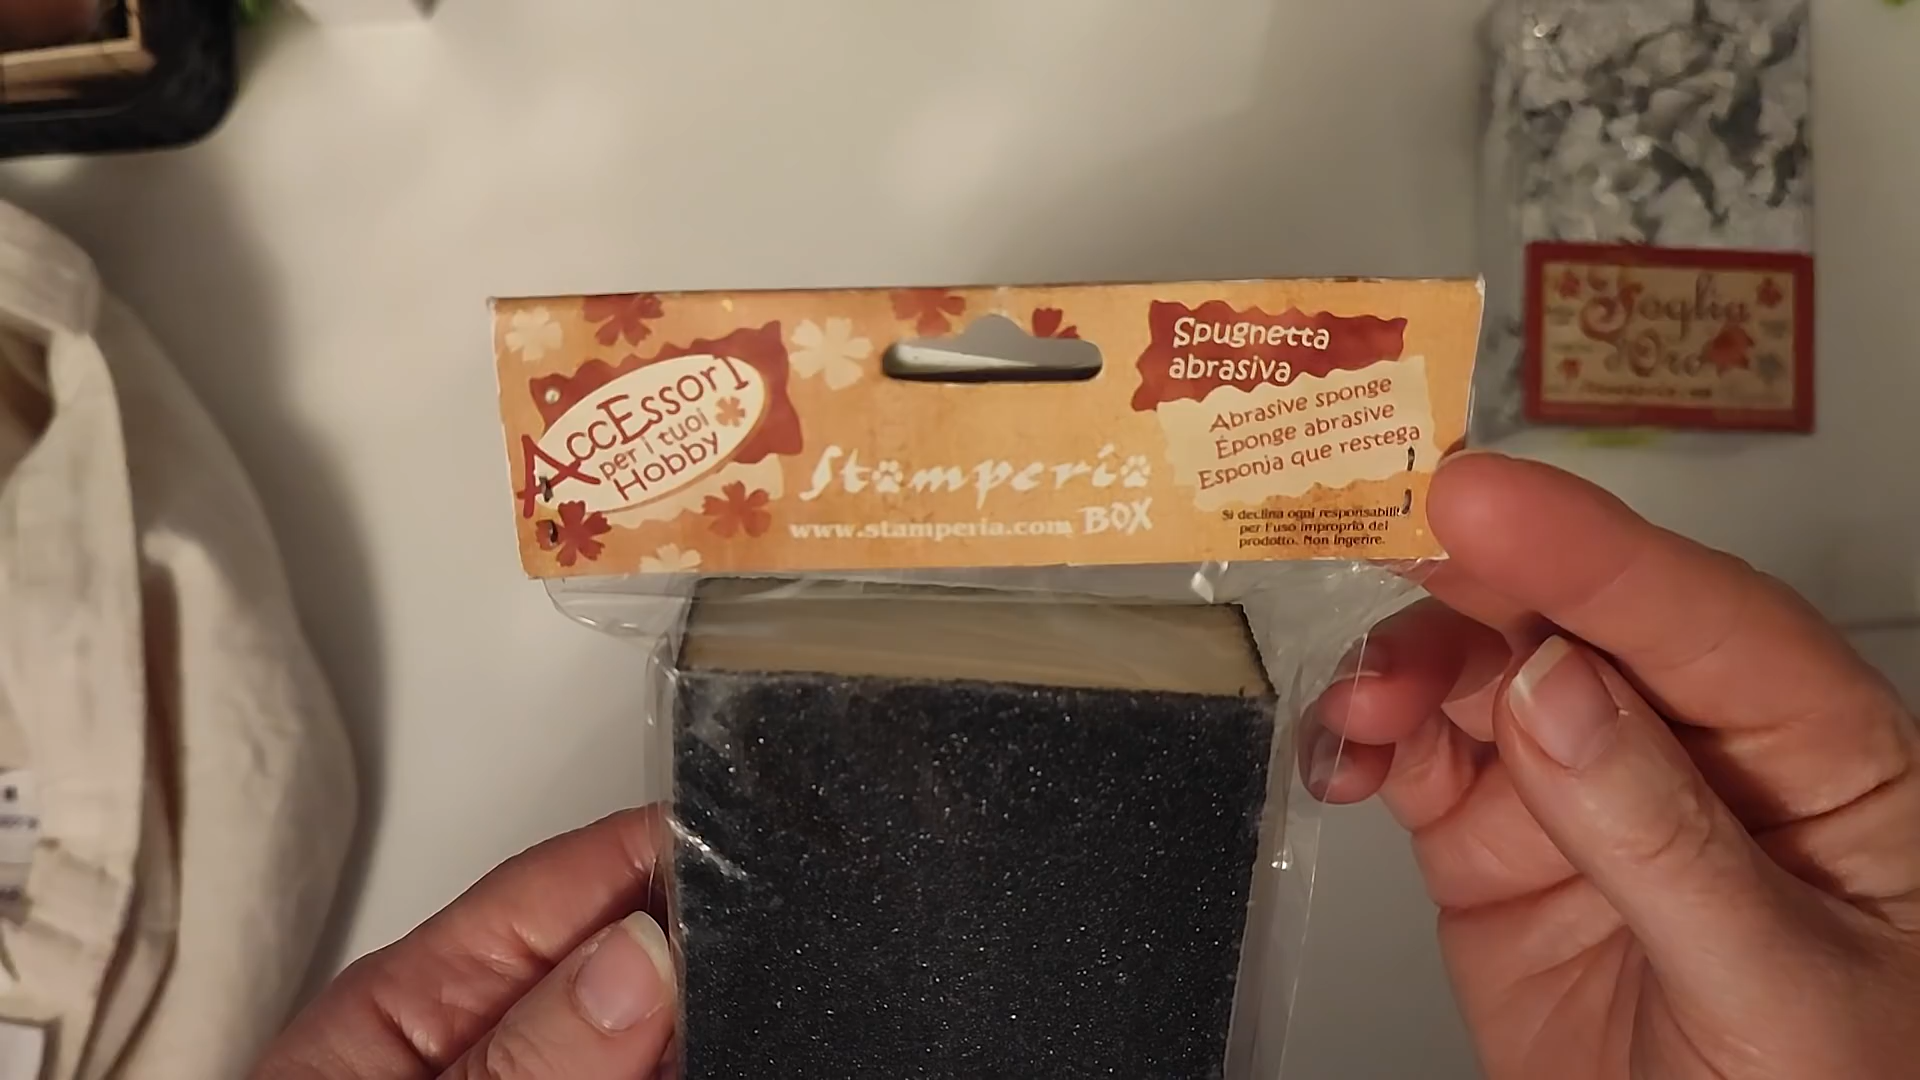 AccEssorI
per i tuoi
Hobby
Stamperia
www.stamperia.com BOX
Spugnetta
abrasiva
Abrasive sponge
Éponge abrasive
Esponja que restega
Si declina ogni responsabilit
per l'uso improprio del
prodotto. Non ingerire.
Foglia
d'Oro